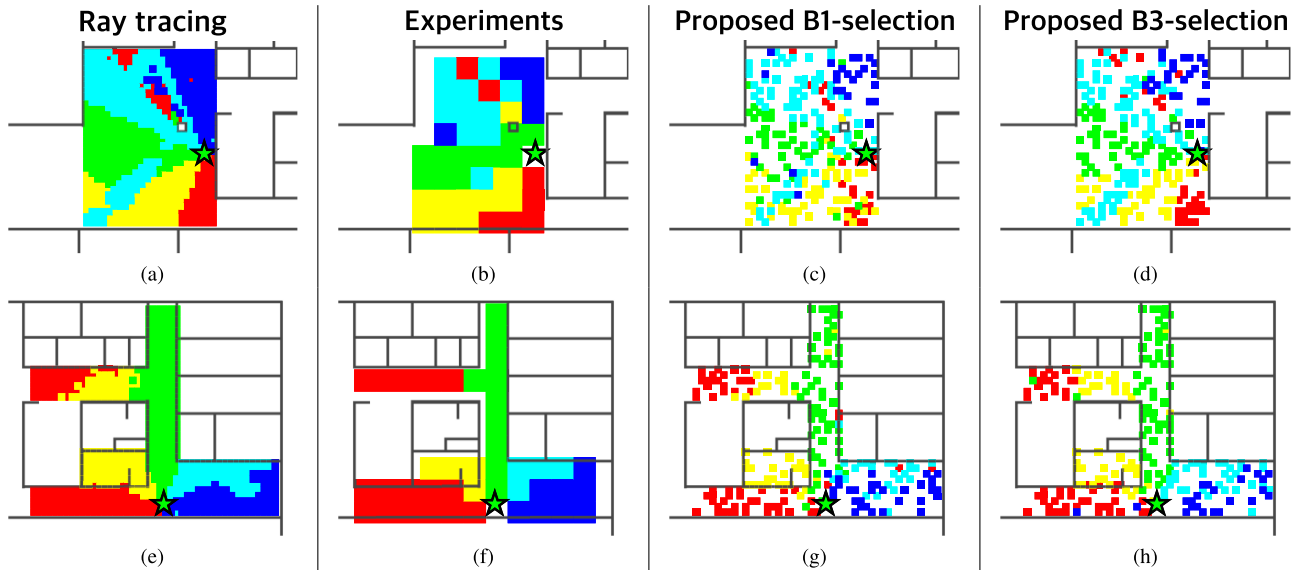 Ray tracing
Experiments
Proposed B1-selection
Proposed B3-selection
(a)
(b)
(c)
(d)
(e)
(f)
(g)
(h)